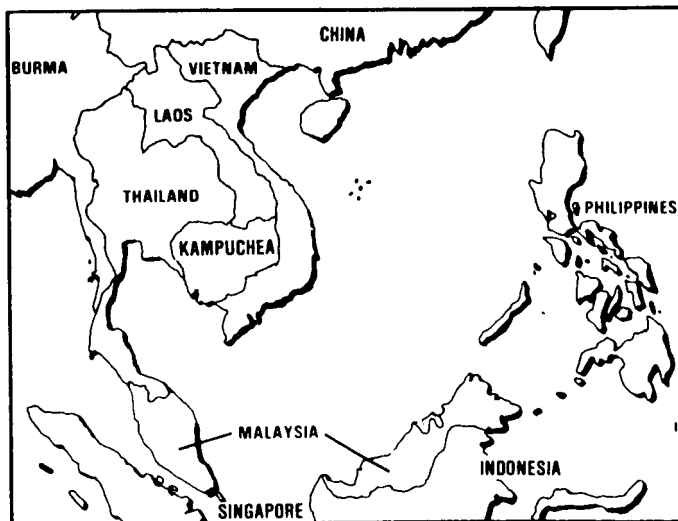 CHINA
BURMA
VIETNAM
LAOS
THAILAND
PHILIPPINES
KAMPUCHEA
MALAYSIA
INDONESIA
SINGAPORE